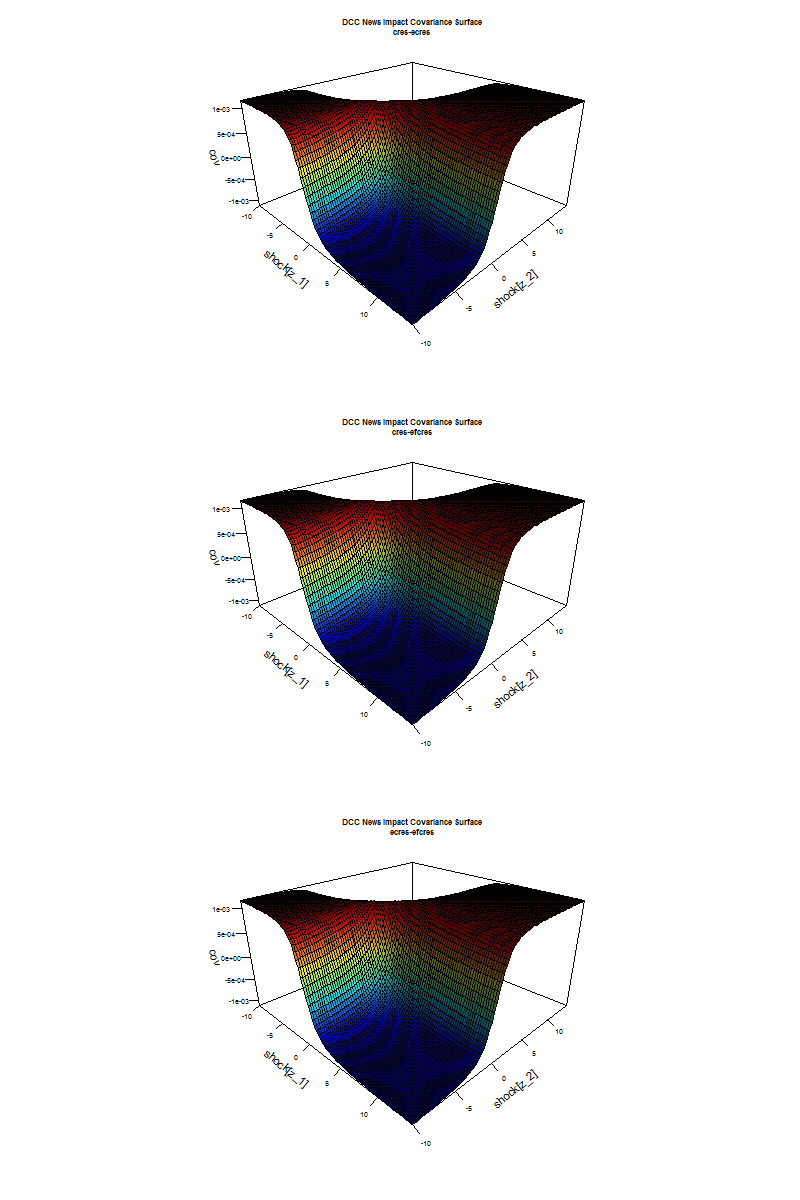 DCC News Impact Covariance Surface
cres-ecres
1e-03
5e-04
0e+00
-5e-04
-1e-03
cov
-10
-5
0
5
10
shock[z_1]
-10
-5
0
5
10
shock[z_2]
DCC News Impact Covariance Surface
cres-efcres
1e-03
5e-04
0e+00
-5e-04
-1e-03
cov
-10
-5
0
5
10
shock[z_1]
-10
-5
0
5
10
shock[z_2]
DCC News Impact Covariance Surface
ecres-efcres
1e-03
5e-04
0e+00
-5e-04
-1e-03
cov
-10
-5
0
5
10
shock[z_1]
-10
-5
0
5
10
shock[z_2]